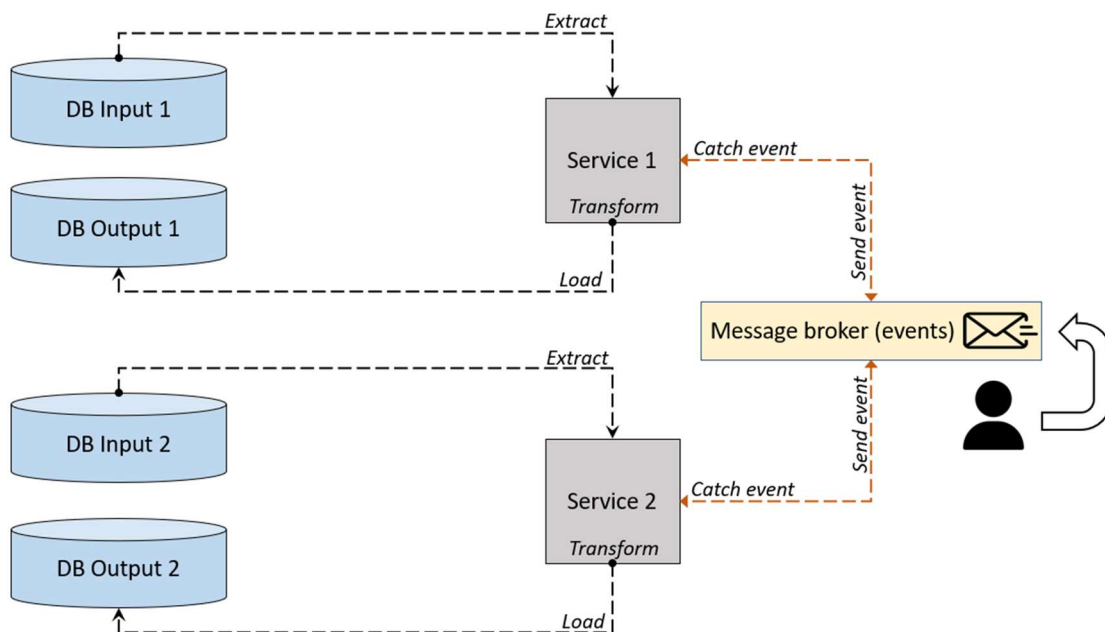 Extract
DB Input 1
Service 1
Catch event
Transform
DB Output 1
Send event
Load
Message broker (events)
Extract
DB Input 2
Send event
Service 2
Catch event
Transform
DB Output 2
Load